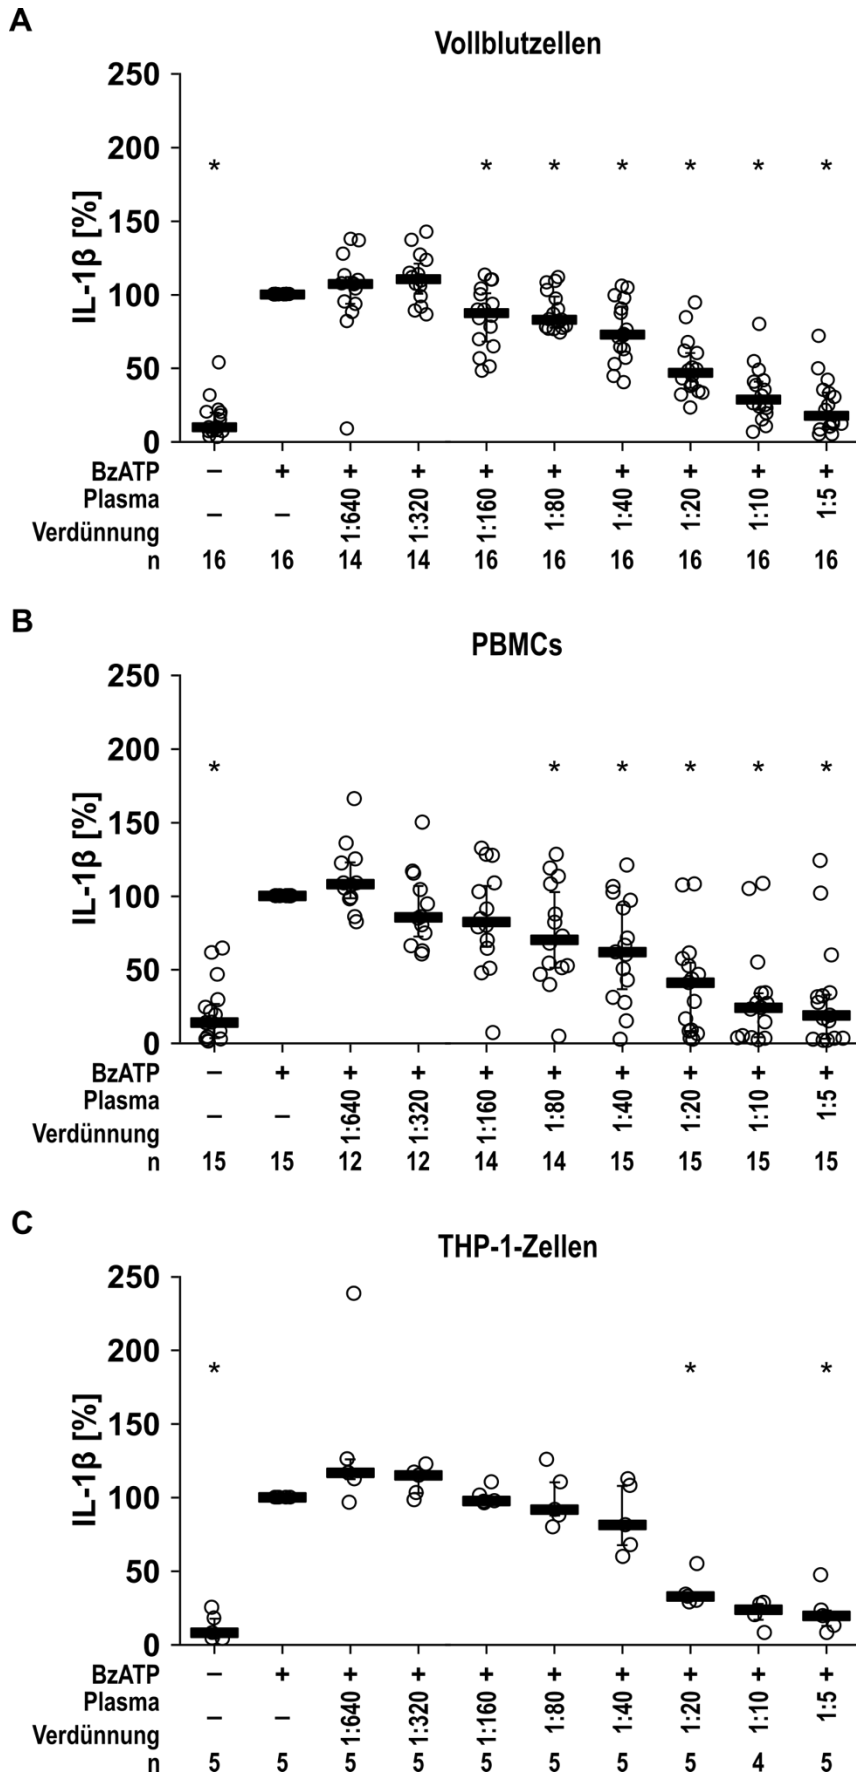 A
Vollblutzellen
250
200
150
100
50
0
IL-1β [%]
* * * * * * *
BzATP – + + + + + + + + +
Plasma
Verdünnung – – 1:640 1:320 1:160 1:80 1:40 1:20 1:10 1:5
n 16 16 14 14 16 16 16 16 16 16
B
PBMCs
250
200
150
100
50
0
IL-1β [%]
* * * * * *
BzATP – + + + + + + + + +
Plasma
Verdünnung – – 1:640 1:320 1:160 1:80 1:40 1:20 1:10 1:5
n 15 15 12 12 14 14 15 15 15 15
C
THP-1-Zellen
250
200
150
100
50
0
IL-1β [%]
* * *
BzATP – + + + + + + + + +
Plasma
Verdünnung – – 1:640 1:320 1:160 1:80 1:40 1:20 1:10 1:5
n 5 5 5 5 5 5 5 5 4 5